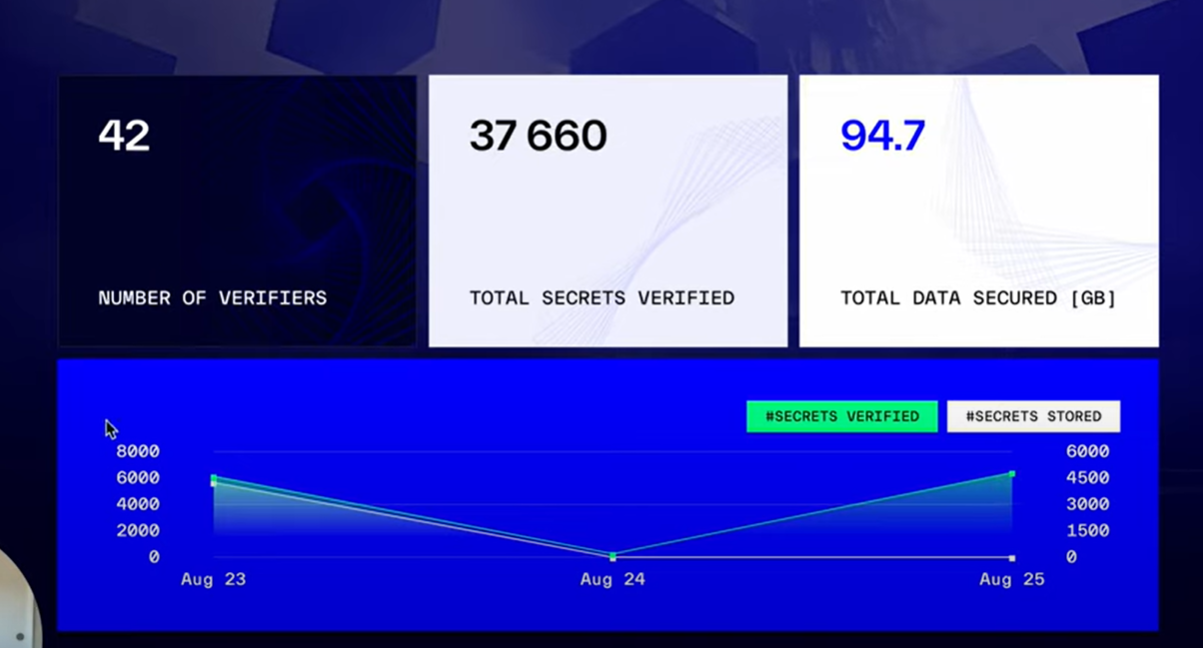 42
NUMBER OF VERIFIERS
37 660
TOTAL SECRETS VERIFIED
94.7
TOTAL DATA SECURED [GB]
#SECRETS VERIFIED
#SECRETS STORED
8000
6000
4000
2000
0
6000
4500
3000
1500
0
Aug 23
Aug 24
Aug 25